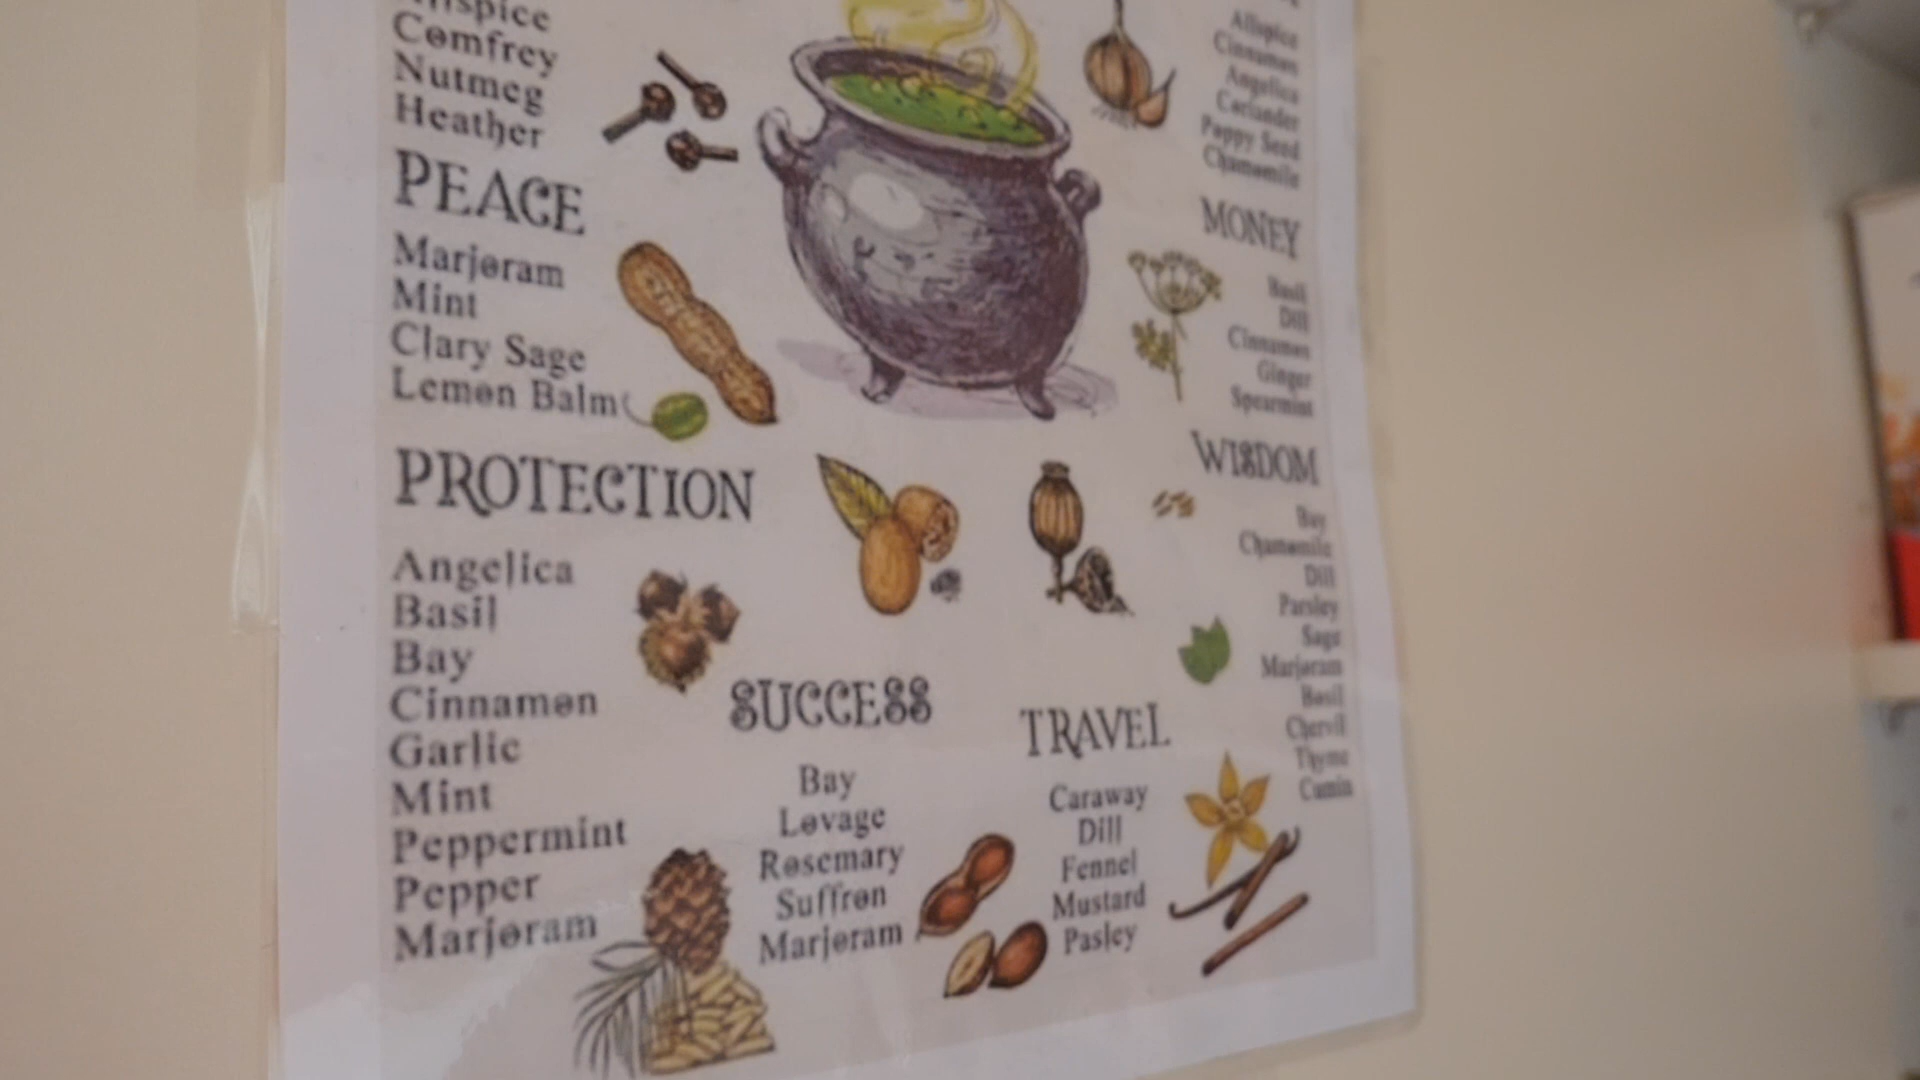 Comfrey
Nutmeg
Heather
PEACE
Marjoram
Mint
Clary Sage
Lemon Balm
PROTECTION
Angelica
Basil
Bay
Cinnamon
Garlic
Mint
Peppermint
Pepper
Marjoram
SUCCESS
Bay
Lovage
Rosemary
Suffron
Marjoram
TRAVEL
Caraway
Dill
Fennel
Mustard
Pasley
Allspice
Cinnamon
Angelica
Coriander
Poppy Seed
Chamomile
MONEY
Basil
Dill
Cinnamon
Ginger
Spearmint
WISDOM
Bay
Chamomile
Dill
Parsley
Sage
Marjoram
Basil
Chervil
Thyme
Cumin